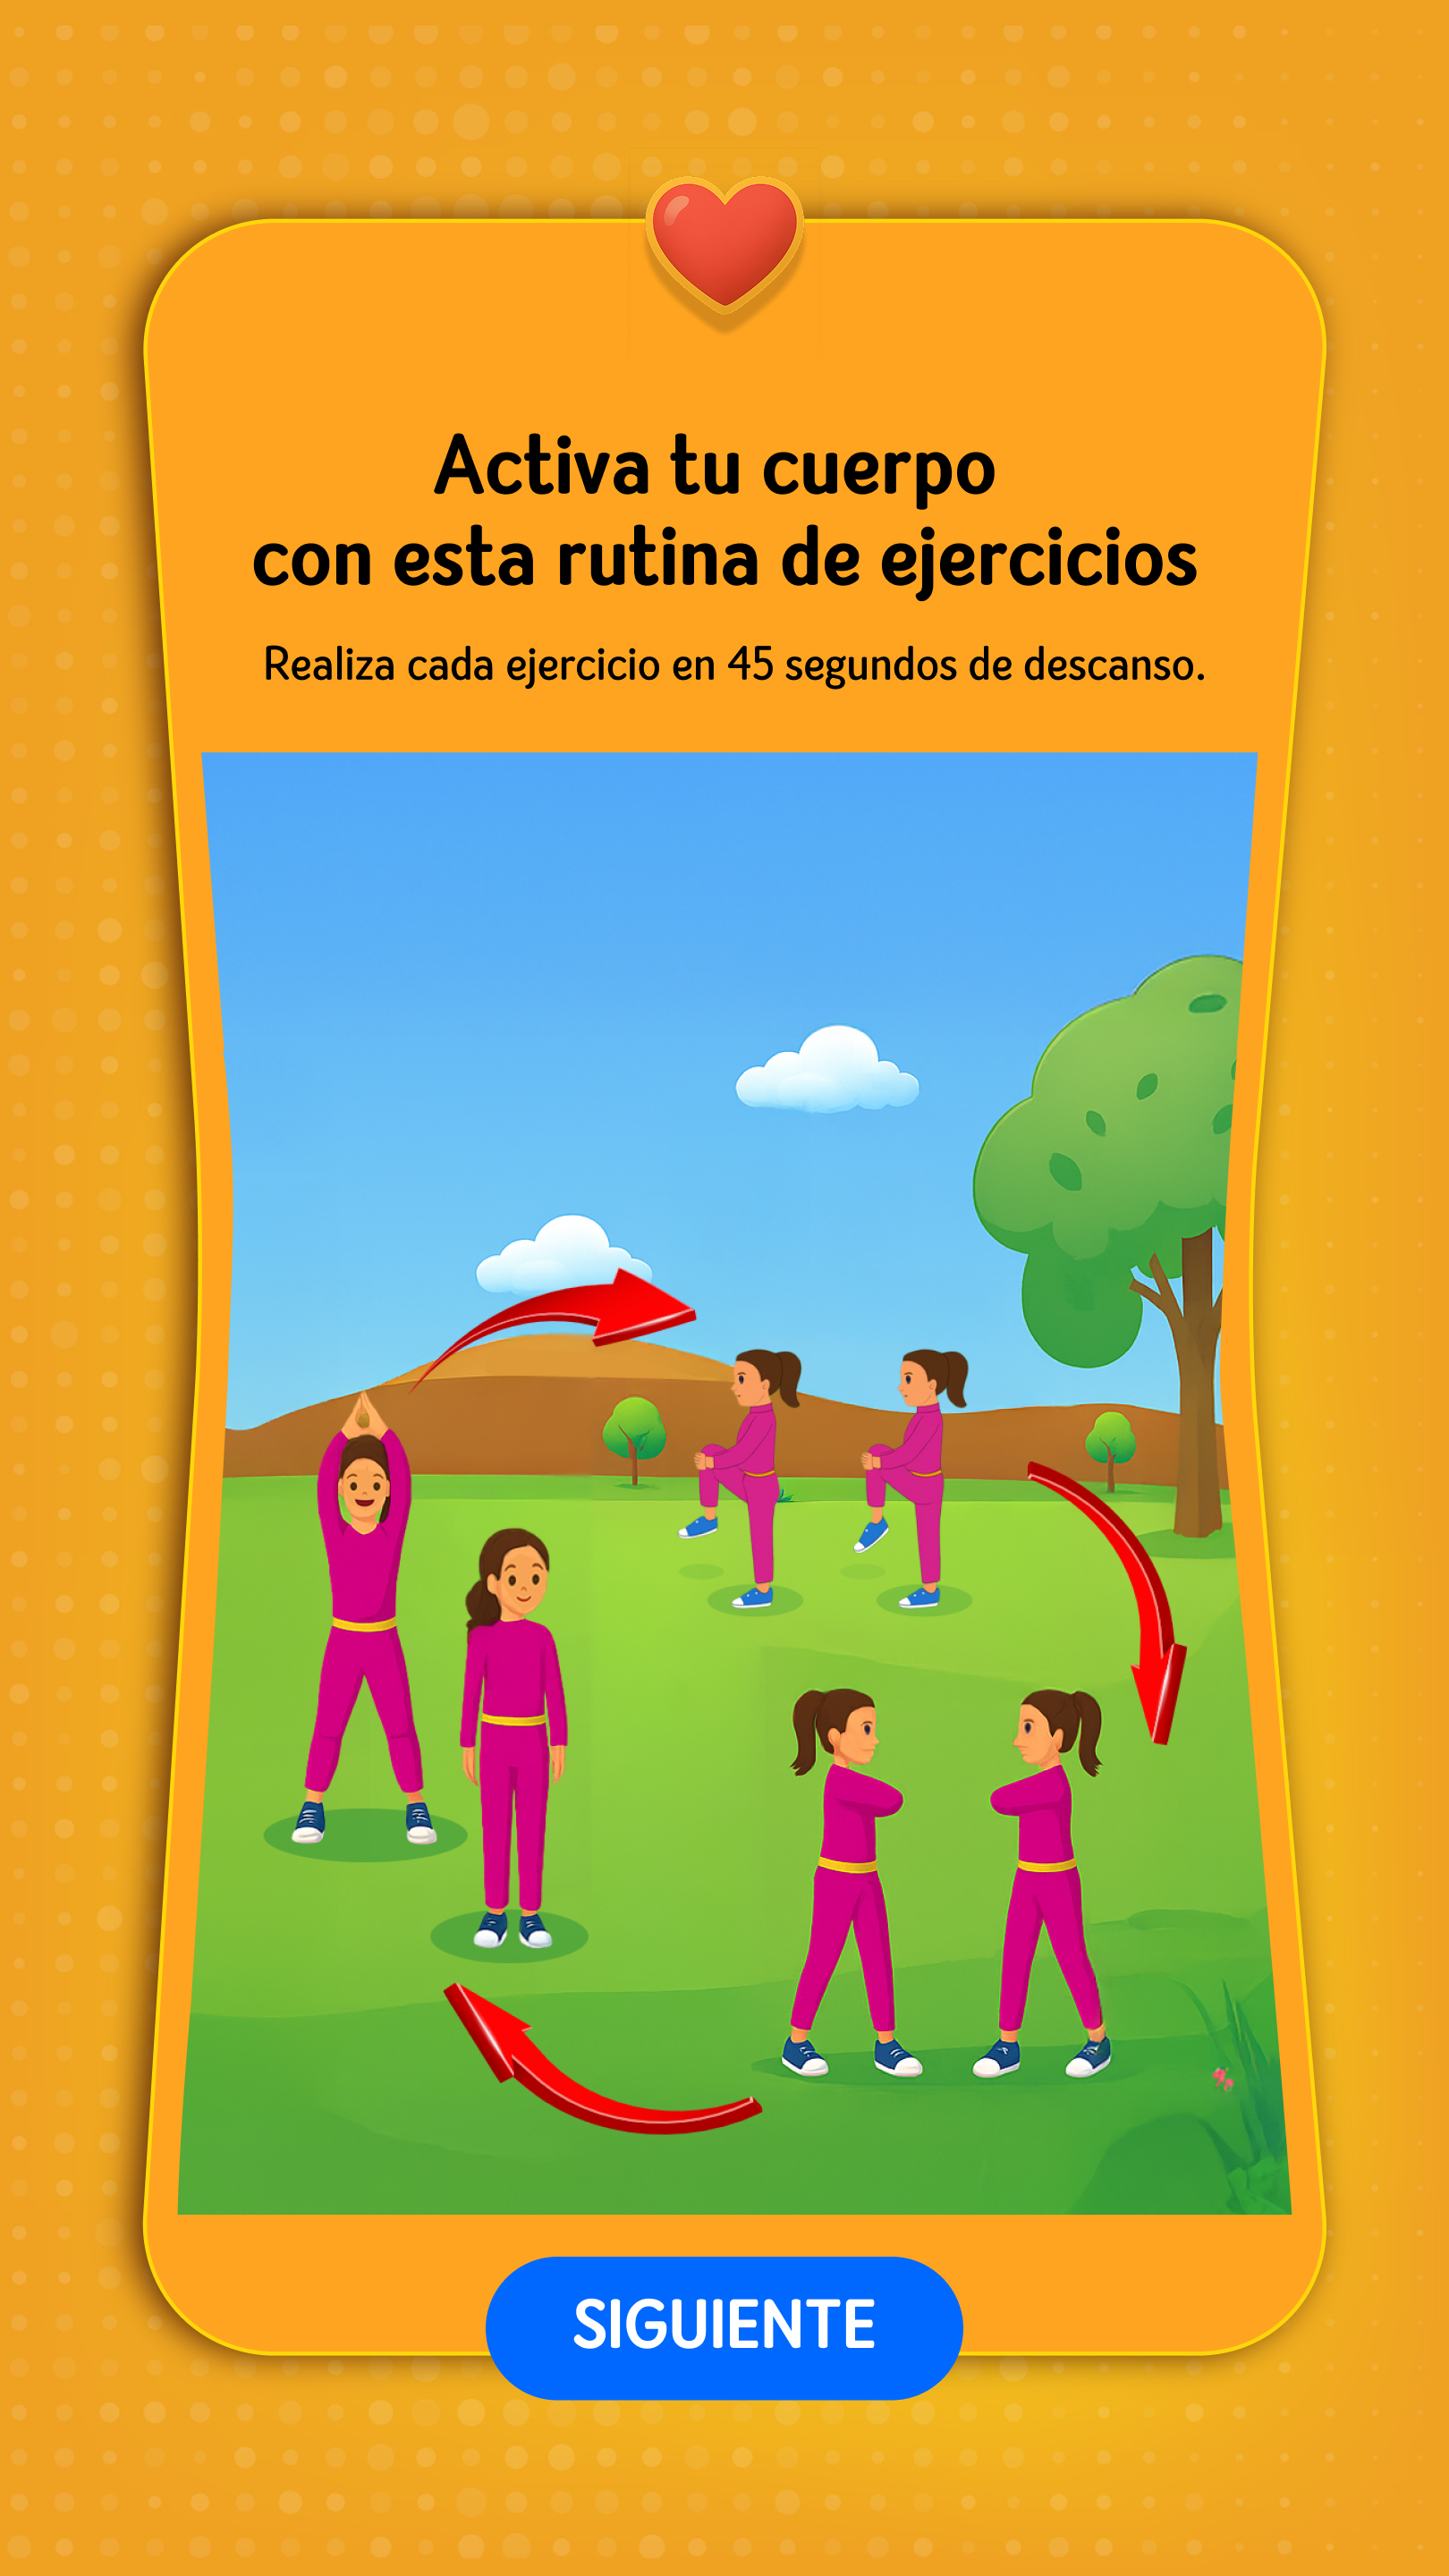 Activa tu cuerpo
con esta rutina de ejercicios
Realiza cada ejercicio en 45 segundos de descanso.
SIGUIENTE